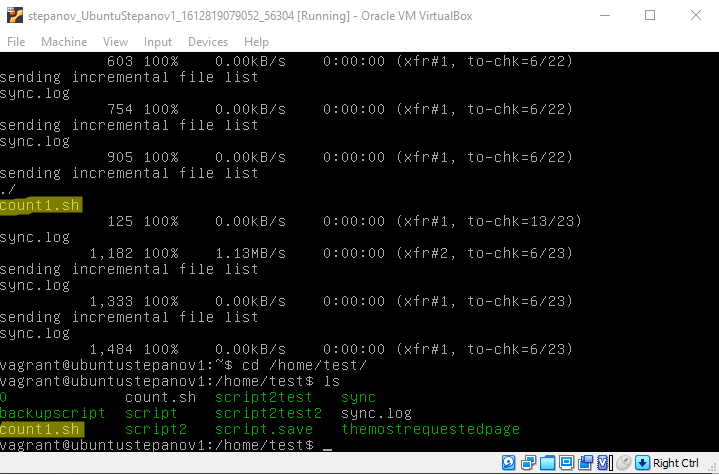 stepanov_UbuntuStepanov1_1612819079052_56304 [Running] - Oracle VM VirtualBox
File Machine View Input Devices Help
603 100% 0.00kB/s 0:00:00 (xfr#1, to-chk=6/22)
sending incremental file list
sync.log
754 100% 0.00kB/s 0:00:00 (xfr#1, to-chk=6/22)
sending incremental file list
sync.log
905 100% 0.00kB/s 0:00:00 (xfr#1, to-chk=6/22)
sending incremental file list
./
count1.sh
125 100% 0.00kB/s 0:00:00 (xfr#1, to-chk=13/23)
sync.log
1,182 100% 1.13MB/s 0:00:00 (xfr#2, to-chk=6/23)
sending incremental file list
sync.log
1,333 100% 0.00kB/s 0:00:00 (xfr#1, to-chk=6/23)
sending incremental file list
sync.log
1,484 100% 0.00kB/s 0:00:00 (xfr#1, to-chk=6/23)
vagrant@ubuntustepanov1:~$ cd /home/test/
vagrant@ubuntustepanov1:/home/test$ ls
0 count.sh script2test sync
backupscript script script2test2 sync.log
count1.sh script2 script.save themostrequestedpage
vagrant@ubuntustepanov1:/home/test$ _
Right Ctrl